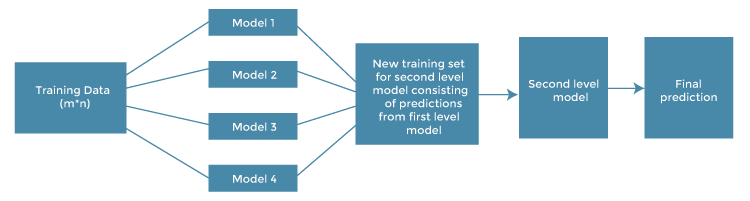 Training Data
(m*n)
Model 1
Model 2
Model 3
Model 4
New training set
for second level
model consisting
of predictions
from first level
model
Second level
model
Final
prediction